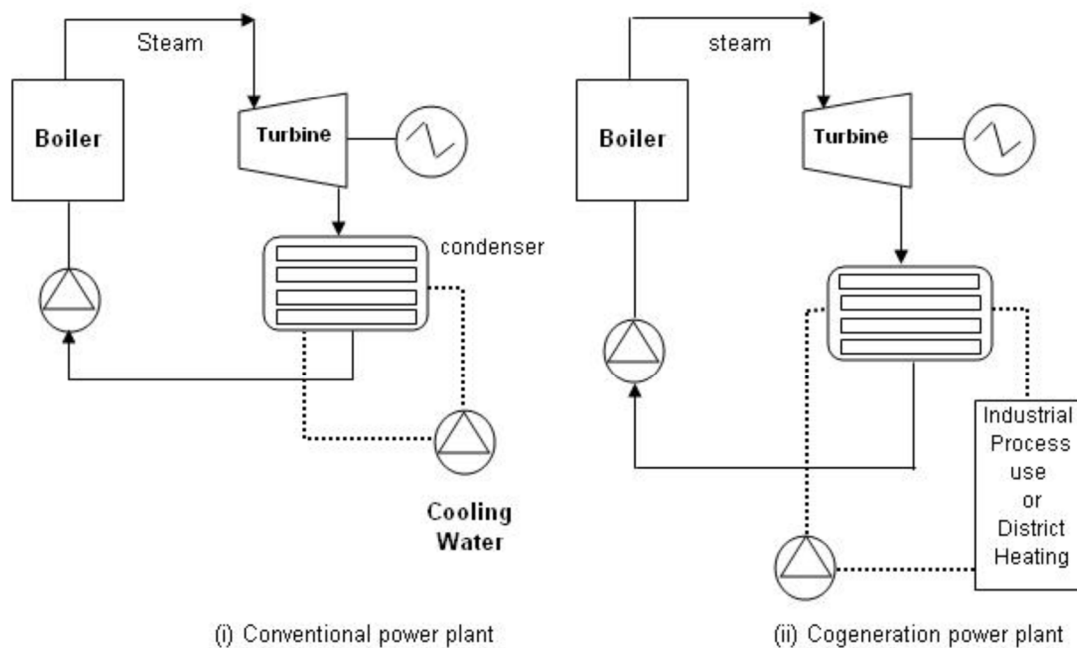 Steam
Boiler
Turbine
condenser
Cooling
Water
(i) Conventional power plant
steam
Boiler
Turbine
Industrial
Process
use
or
District
Heating
(ii) Cogeneration power plant